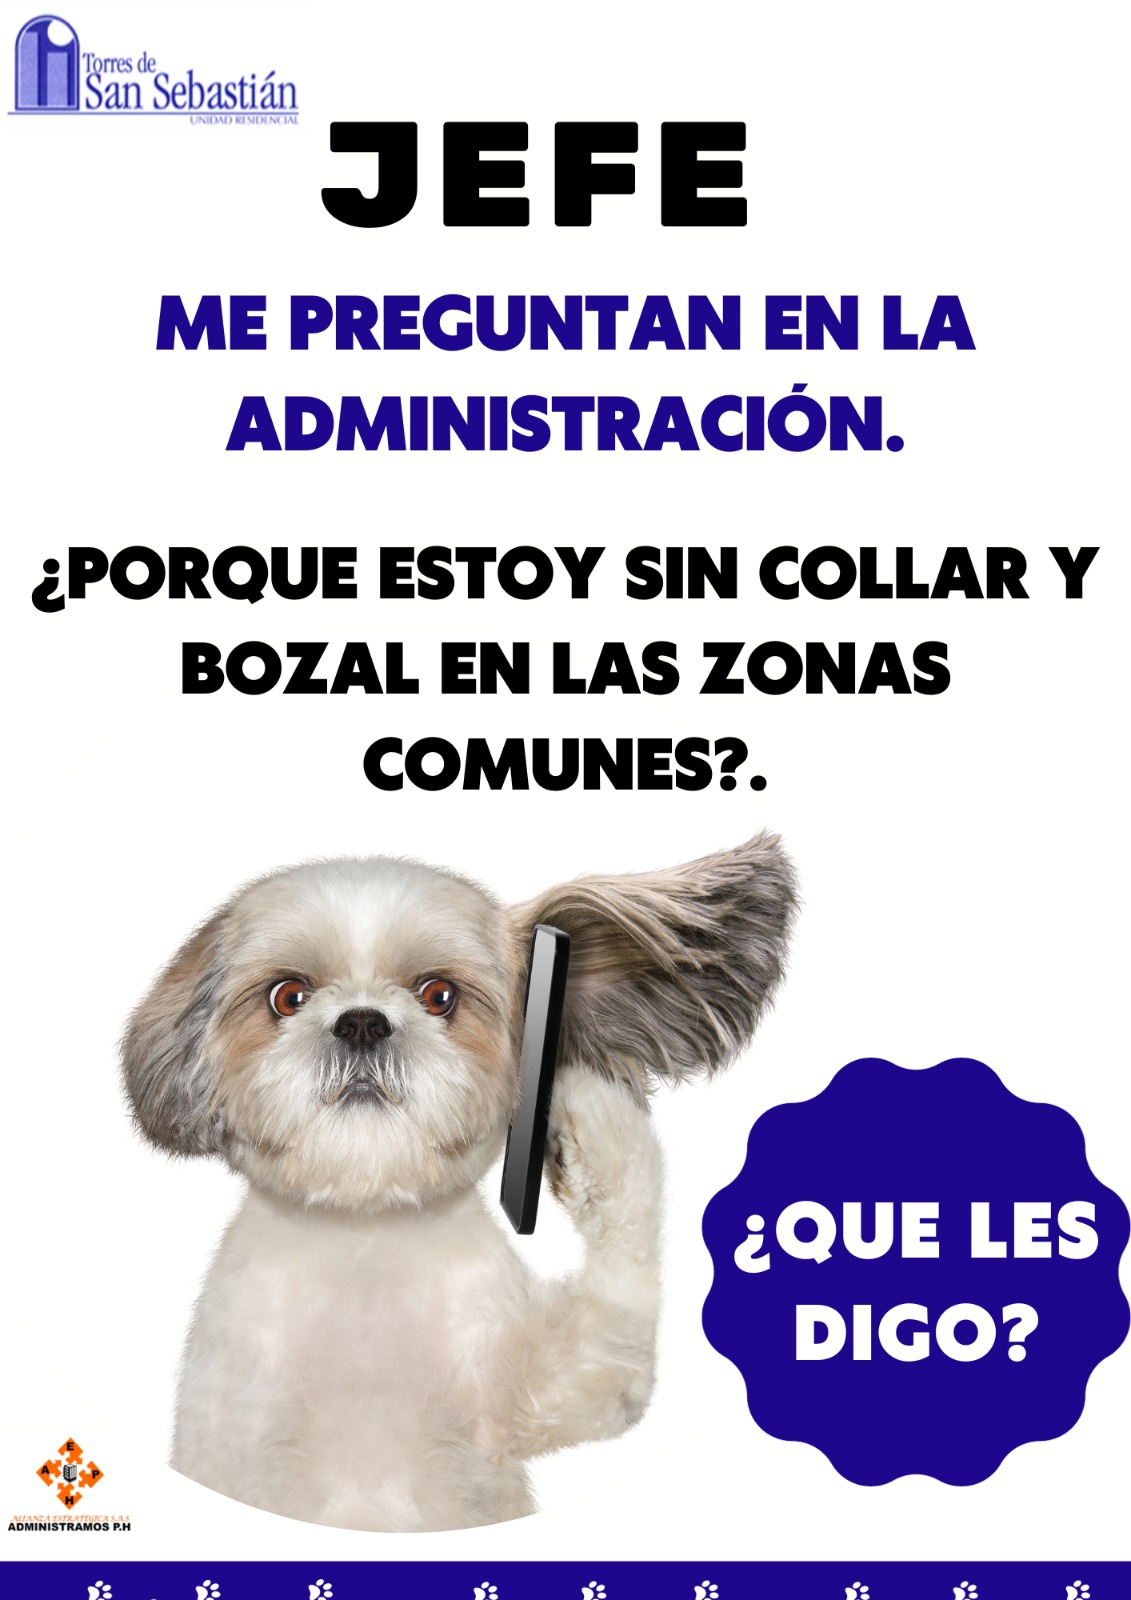 Torres de
San Sebastián
UNIDAD RESIDENCIAL
JEFE
ME PREGUNTAN EN LA
ADMINISTRACIÓN.
¿PORQUE ESTOY SIN COLLAR Y
BOZAL EN LAS ZONAS
COMUNES?.
¿QUE LES
DIGO?
E
A P
H
ALIANZA ESTRATEGICA S.A.S
ADMINISTRAMOS P.H